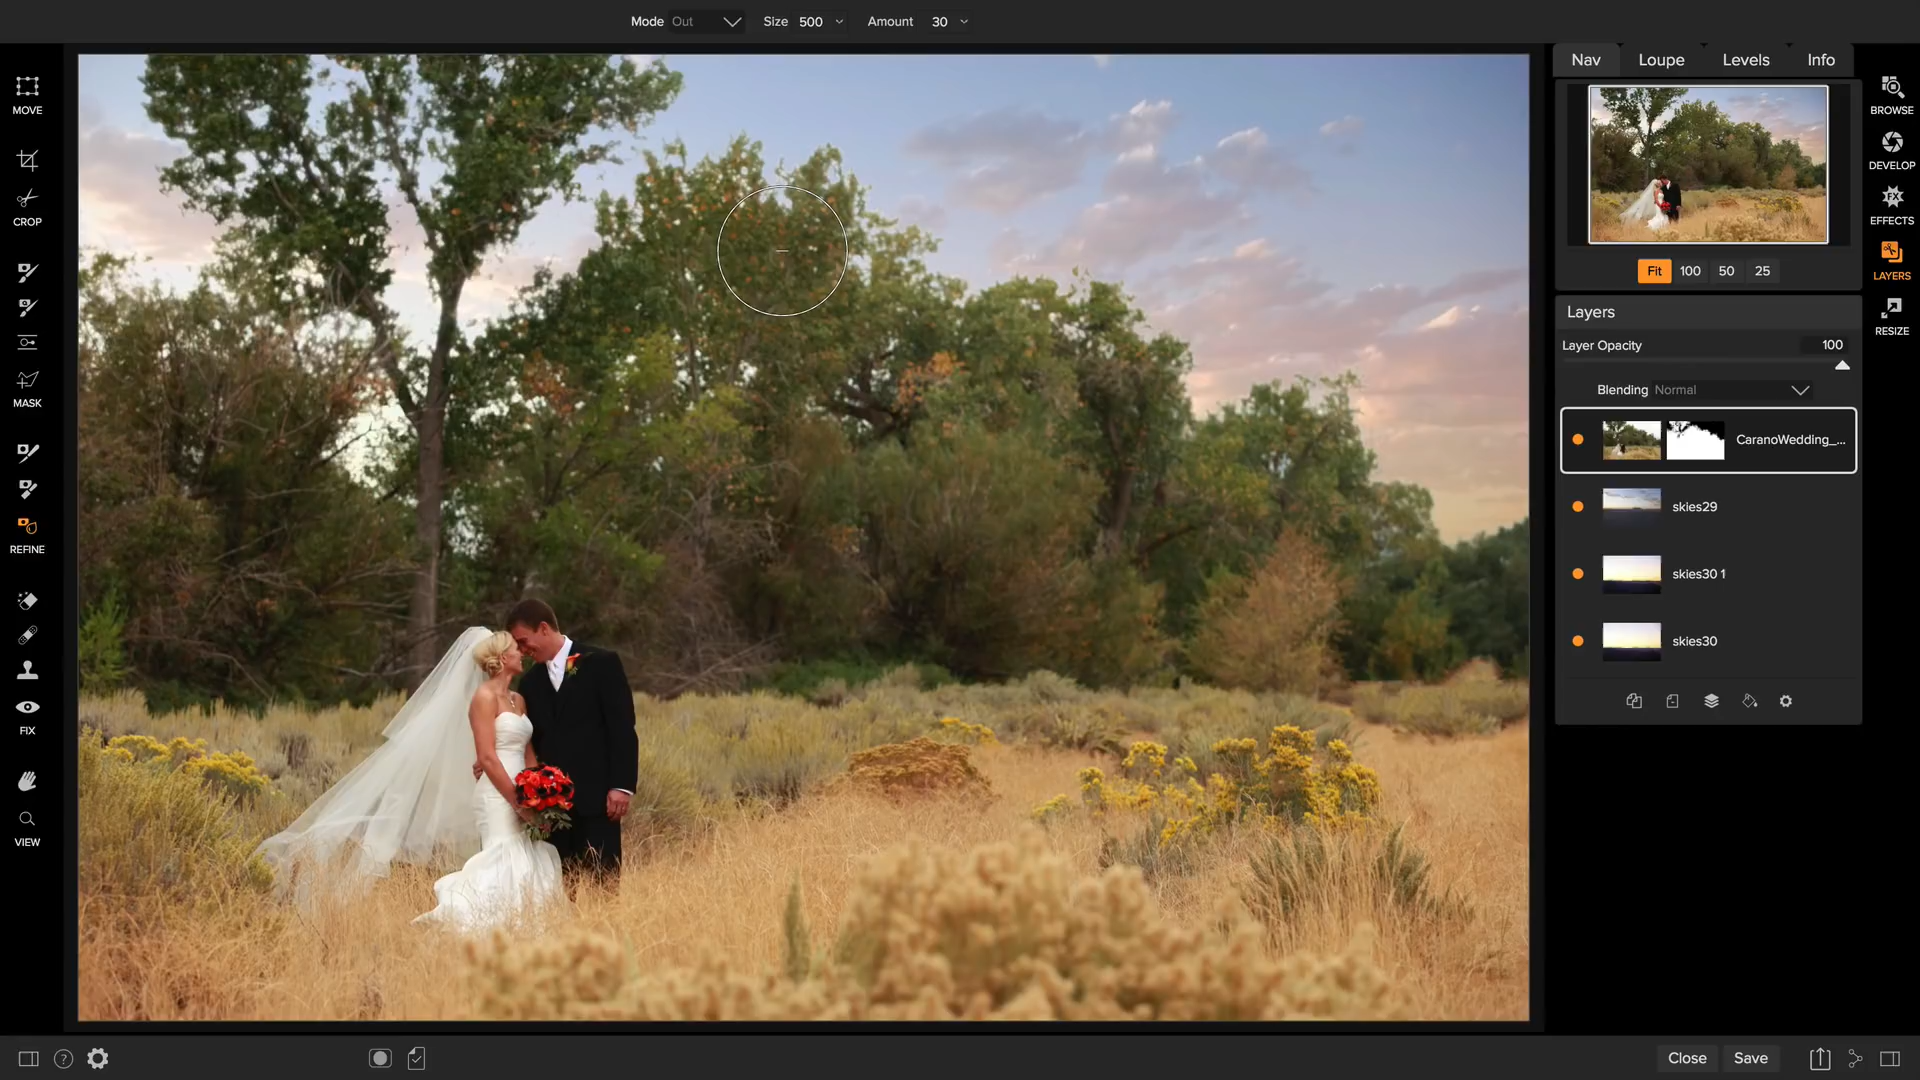 Mode Out Size 500 Amount 30
Nav Loupe Levels Info
MOVE
CROP
MASK
REFINE
FIX
VIEW
BROWSE
DEVELOP
FX
EFFECTS
LAYERS
RESIZE
Fit 100 50 25
Layers
Layer Opacity 100
Blending Normal
CaranoWedding_...
skies29
skies30 1
skies30
?
Close Save